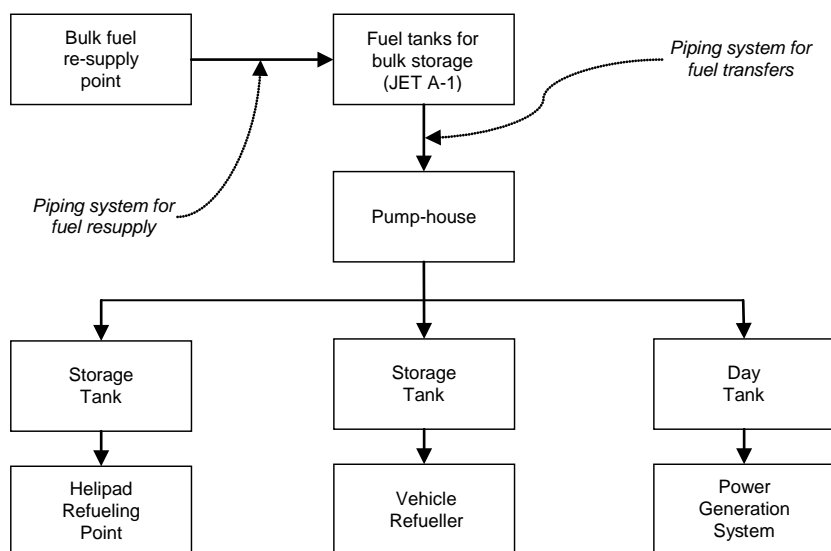 Bulk fuel
re-supply
point
Fuel tanks for
bulk storage
(JET A-1)
Piping system for
fuel transfers
Piping system for
fuel resupply
Pump-house
Storage
Tank
Storage
Tank
Day
Tank
Helipad
Refueling
Point
Vehicle
Refueller
Power
Generation
System